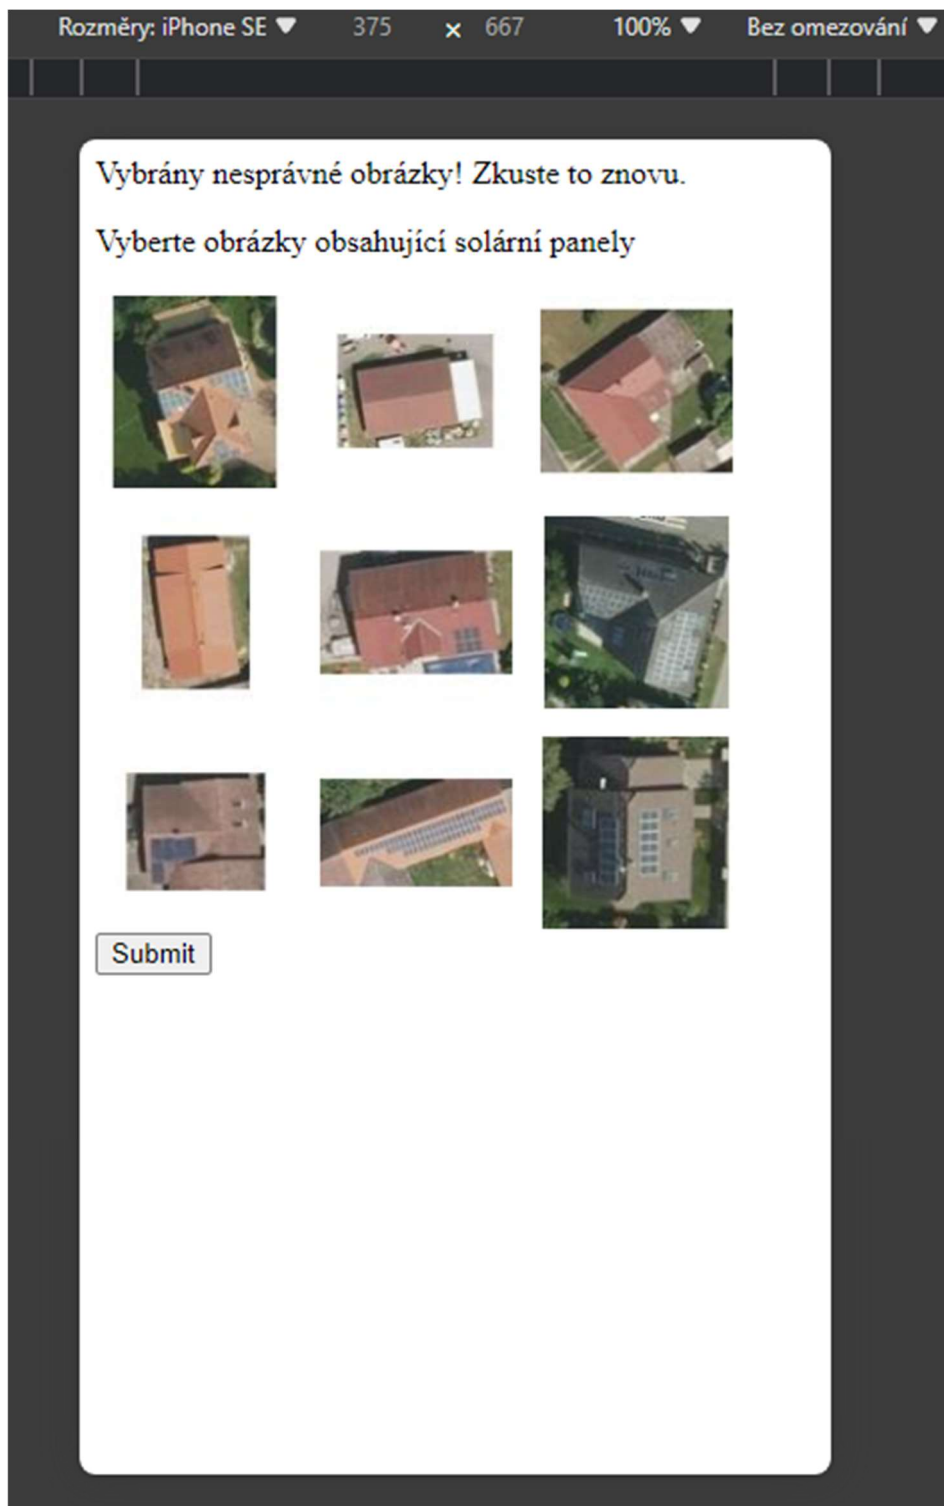 Rozměry: iPhone SE 375 × 667 100% Bez omezování
Vybrány nesprávné obrázky! Zkuste to znovu.
Vyberte obrázky obsahující solární panely
Submit